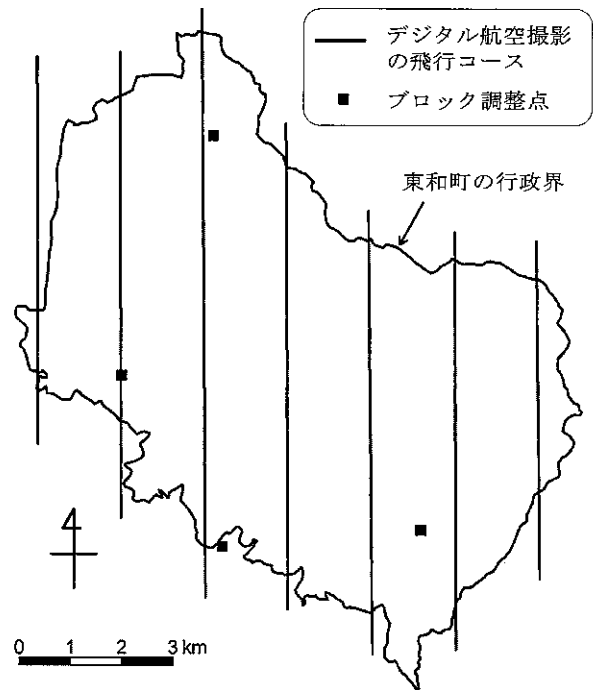 デジタル航空撮影
の飛行コース
ブロック調整点
東和町の行政界
0 1 2 3 km